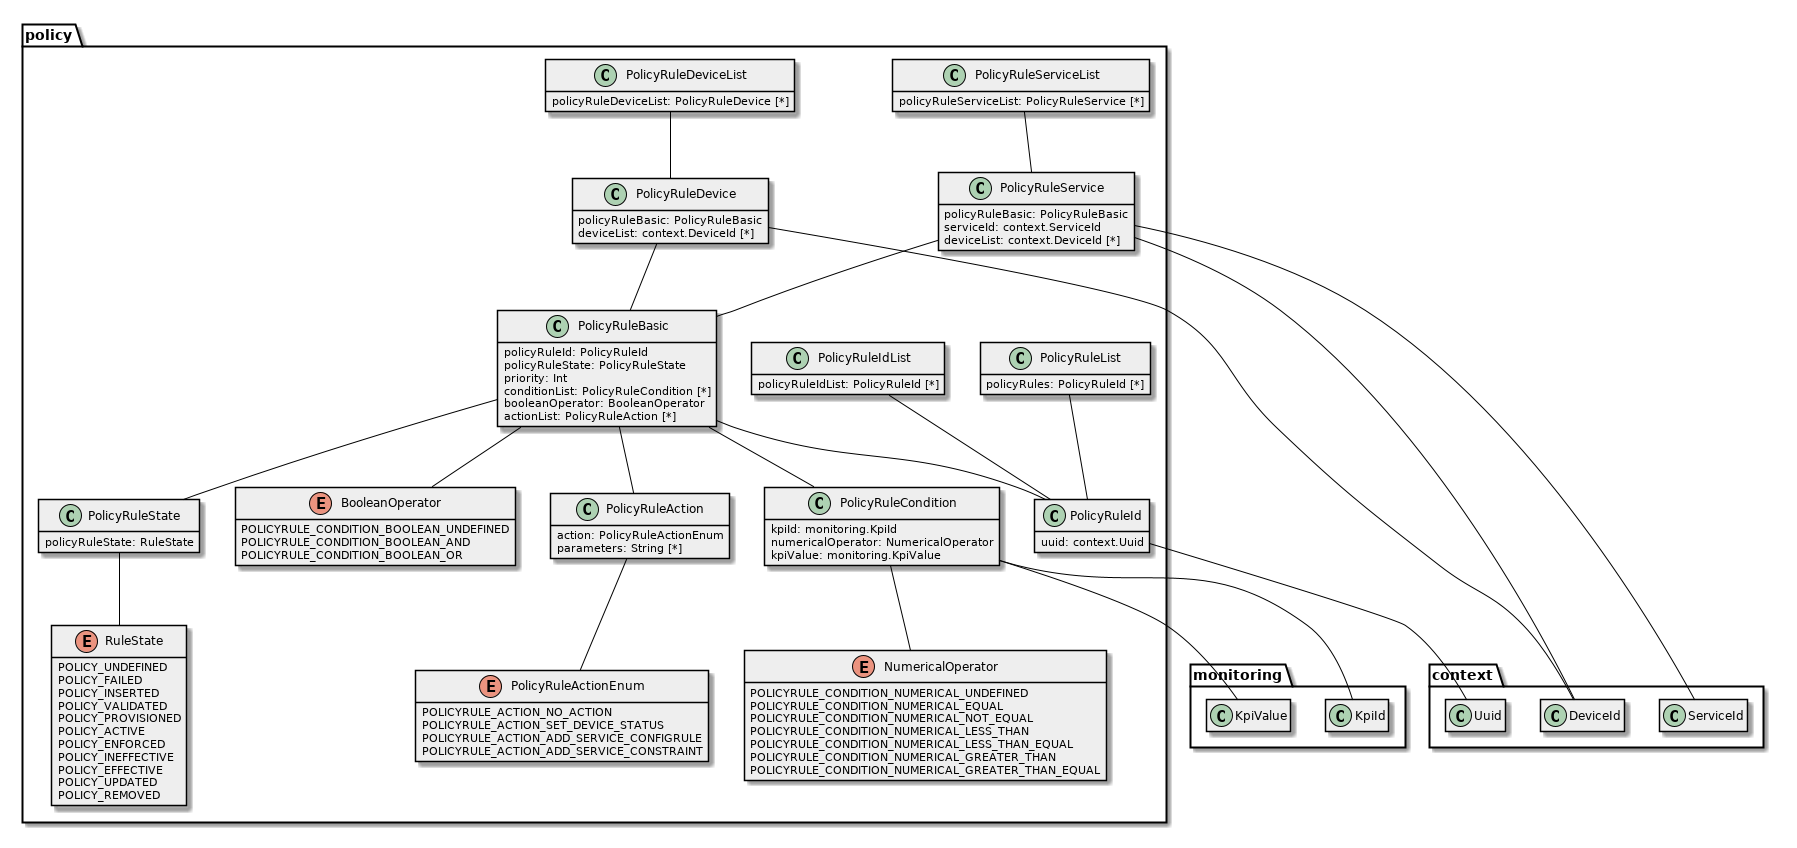 policy
C PolicyRuleDeviceList
policyRuleDeviceList: PolicyRuleDevice [*]
C PolicyRuleServiceList
policyRuleServiceList: PolicyRuleService [*]
C PolicyRuleDevice
policyRuleBasic: PolicyRuleBasic
deviceList: context.DeviceId [*]
C PolicyRuleService
policyRuleBasic: PolicyRuleBasic
serviceId: context.ServiceId
deviceList: context.DeviceId [*]
C PolicyRuleBasic
policyRuleId: PolicyRuleId
policyRuleState: PolicyRuleState
priority: Int
conditionList: PolicyRuleCondition [*]
booleanOperator: BooleanOperator
actionList: PolicyRuleAction [*]
C PolicyRuleIdList
policyRuleIdList: PolicyRuleId [*]
C PolicyRuleList
policyRules: PolicyRuleId [*]
C PolicyRuleState
policyRuleState: RuleState
E BooleanOperator
POLICYRULE_CONDITION_BOOLEAN_UNDEFINED
POLICYRULE_CONDITION_BOOLEAN_AND
POLICYRULE_CONDITION_BOOLEAN_OR
C PolicyRuleAction
action: PolicyRuleActionEnum
parameters: String [*]
C PolicyRuleCondition
kpiId: monitoring.KpiId
numericalOperator: NumericalOperator
kpiValue: monitoring.KpiValue
C PolicyRuleId
uuid: context.Uuid
E RuleState
POLICY_UNDEFINED
POLICY_FAILED
POLICY_INSERTED
POLICY_VALIDATED
POLICY_PROVISIONED
POLICY_ACTIVE
POLICY_ENFORCED
POLICY_INEFFECTIVE
POLICY_EFFECTIVE
POLICY_UPDATED
POLICY_REMOVED
E PolicyRuleActionEnum
POLICYRULE_ACTION_NO_ACTION
POLICYRULE_ACTION_SET_DEVICE_STATUS
POLICYRULE_ACTION_ADD_SERVICE_CONFIGRULE
POLICYRULE_ACTION_ADD_SERVICE_CONSTRAINT
E NumericalOperator
POLICYRULE_CONDITION_NUMERICAL_UNDEFINED
POLICYRULE_CONDITION_NUMERICAL_EQUAL
POLICYRULE_CONDITION_NUMERICAL_NOT_EQUAL
POLICYRULE_CONDITION_NUMERICAL_LESS_THAN
POLICYRULE_CONDITION_NUMERICAL_LESS_THAN_EQUAL
POLICYRULE_CONDITION_NUMERICAL_GREATER_THAN
POLICYRULE_CONDITION_NUMERICAL_GREATER_THAN_EQUAL
monitoring
C KpiValue
C KpiId
context
C Uuid
C DeviceId
C ServiceId